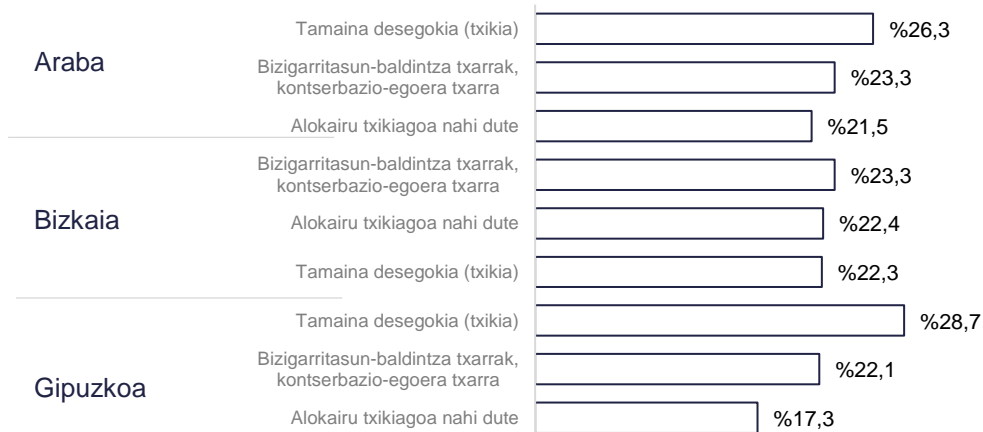 Araba
Tamaina desegokia (txikia)
%26,3
Bizigarritasun-baldintza txarrak,
kontserbazio-egoera txarra
%23,3
Alokairu txikiagoa nahi dute
%21,5
Bizkaia
Bizigarritasun-baldintza txarrak,
kontserbazio-egoera txarra
%23,3
Alokairu txikiagoa nahi dute
%22,4
Tamaina desegokia (txikia)
%22,3
Gipuzkoa
Tamaina desegokia (txikia)
%28,7
Bizigarritasun-baldintza txarrak,
kontserbazio-egoera txarra
%22,1
Alokairu txikiagoa nahi dute
%17,3